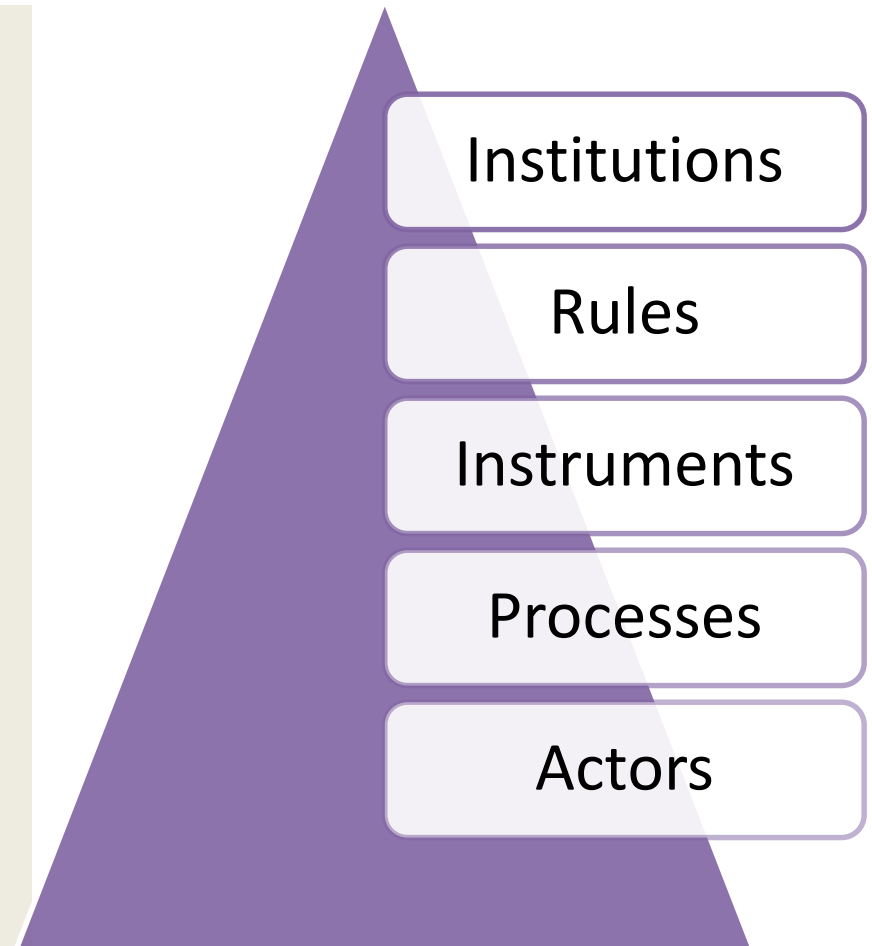 Institutions
Rules
Instruments
Processes
Actors